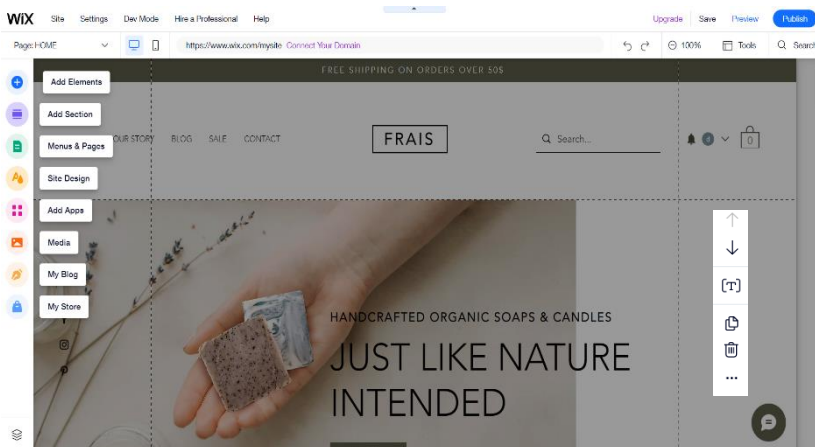 WiX Site Settings Dev Mode Hire a Professional Help Upgrade Save Preview Publish
Page: HOME https://www.wix.com/mysite Connect Your Domain 100% Tools Search
FREE SHIPPING ON ORDERS OVER 50$
Add Elements
Add Section
Menus & Pages
OUR STORY BLOG SALE CONTACT FRAIS Search... 0
Site Design
Add Apps
Media
My Blog
My Store
[T]
HANDCRAFTED ORGANIC SOAPS & CANDLES
JUST LIKE NATURE
INTENDED